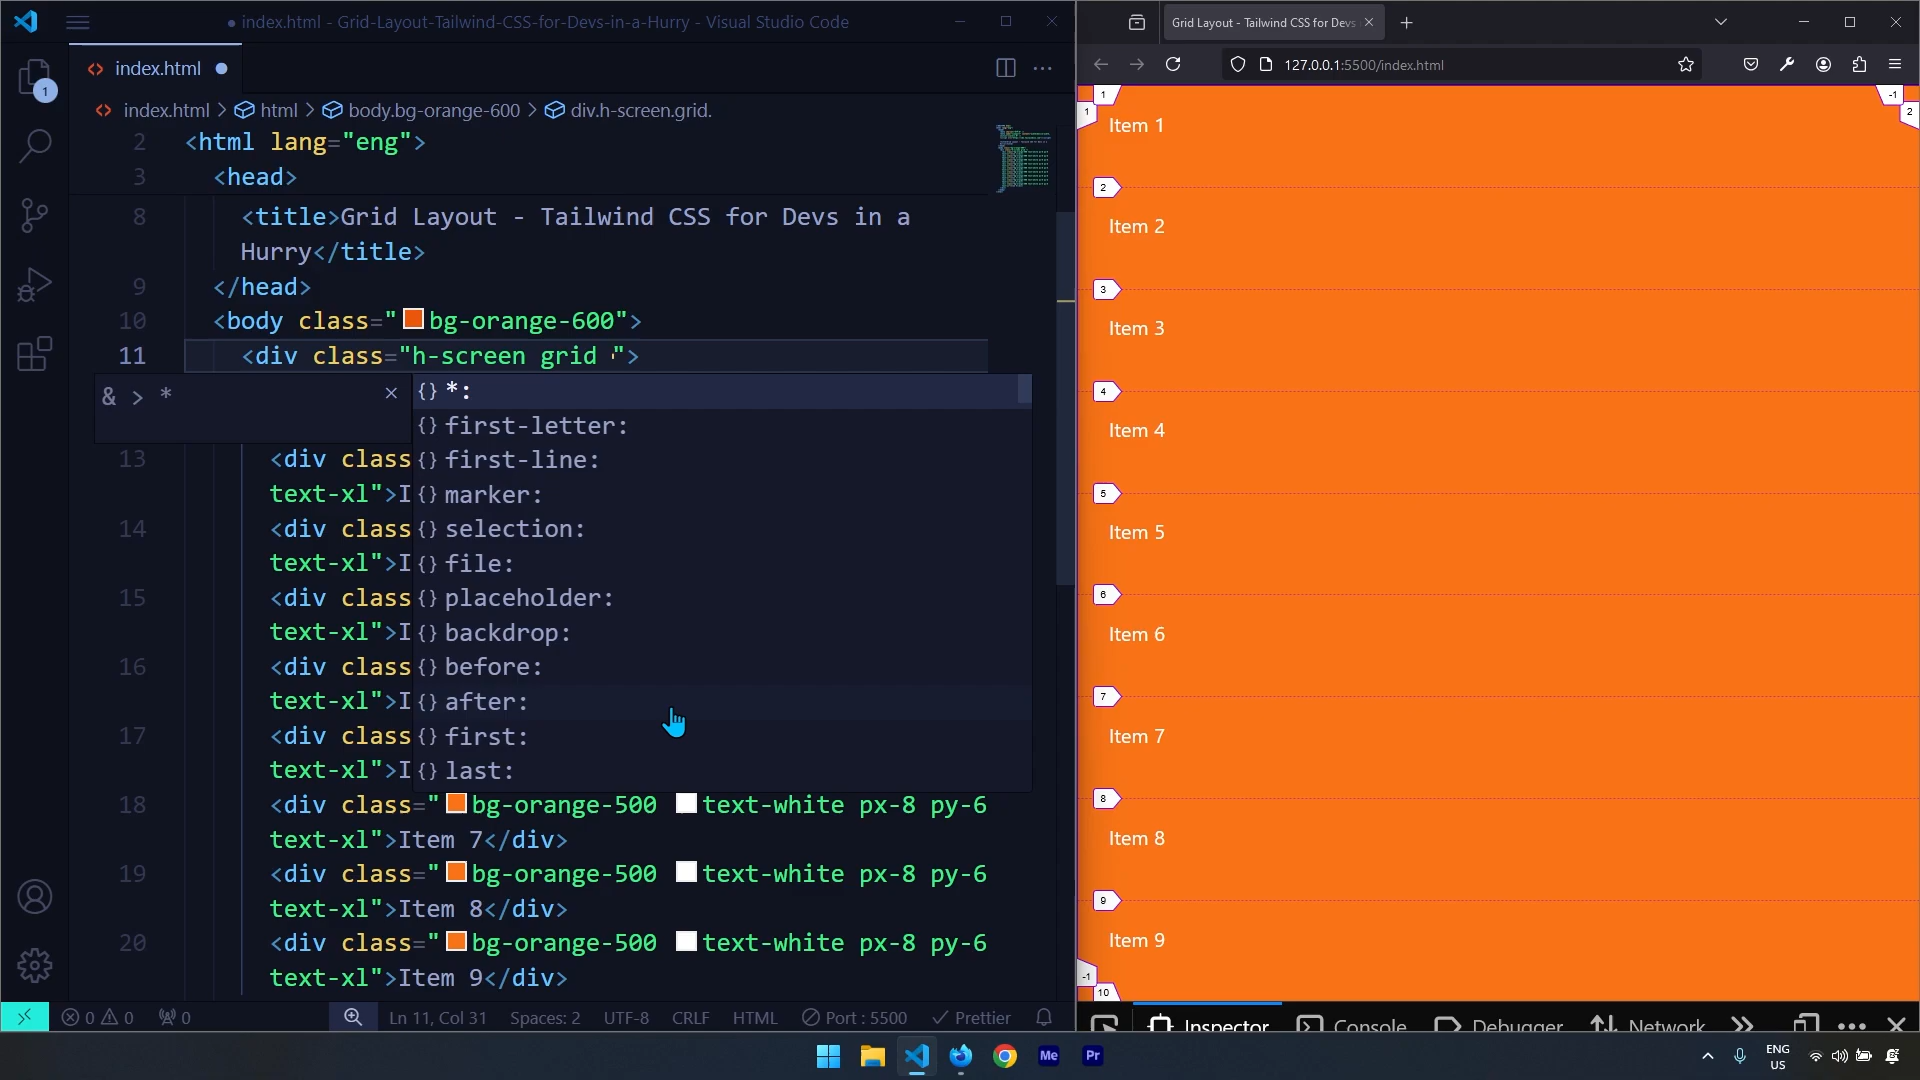 index.html - Grid-Layout-Tailwind-CSS-for-Devs-in-a-Hurry - Visual Studio Code
index.html
1
index.html > html > body.bg-orange-600 > div.h-screen.grid.
2 <html lang="eng">
3 <head>
8 <title>Grid Layout - Tailwind CSS for Devs in a
Hurry</title>
9 </head>
10 <body class="bg-orange-600">
11 <div class="h-screen grid ">
& > *
{} *:
{} first-letter:
{} first-line:
{} marker:
{} selection:
{} file:
{} placeholder:
{} backdrop:
{} before:
{} after:
{} first:
{} last:
13 <div class
text-xl">I
14 <div class
text-xl">I
15 <div class
text-xl">I
16 <div class
text-xl">I
17 <div class
text-xl">I
18 <div class="bg-orange-500 text-white px-8 py-6
text-xl">Item 7</div>
19 <div class="bg-orange-500 text-white px-8 py-6
text-xl">Item 8</div>
20 <div class="bg-orange-500 text-white px-8 py-6
text-xl">Item 9</div>
0 0 0
Ln 11, Col 31 Spaces: 2 UTF-8 CRLF HTML Port : 5500 Prettier
Grid Layout - Tailwind CSS for Devs
127.0.0.1:5500/index.html
1 -1
1 2
Item 1
2
Item 2
3
Item 3
4
Item 4
5
Item 5
6
Item 6
7
Item 7
8
Item 8
9
Item 9
-1
10
Inspector Console Debugger Network
Me Pr
ENG
US